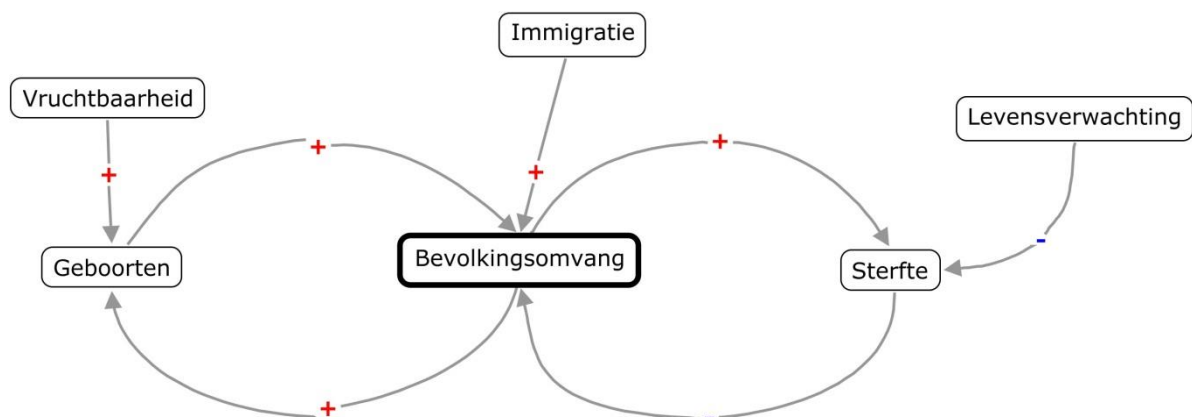 Immigratie
Vruchtbaarheid
Levensverwachting
+
+
+
+
-
Geboorten
Bevolkingsomvang
Sterfte
+